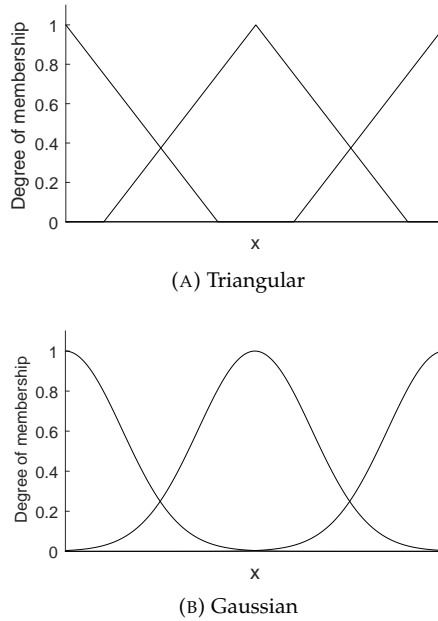 Degree of membership
1
0.8
0.6
0.4
0.2
0
x
(A) Triangular
Degree of membership
1
0.8
0.6
0.4
0.2
0
x
(B) Gaussian